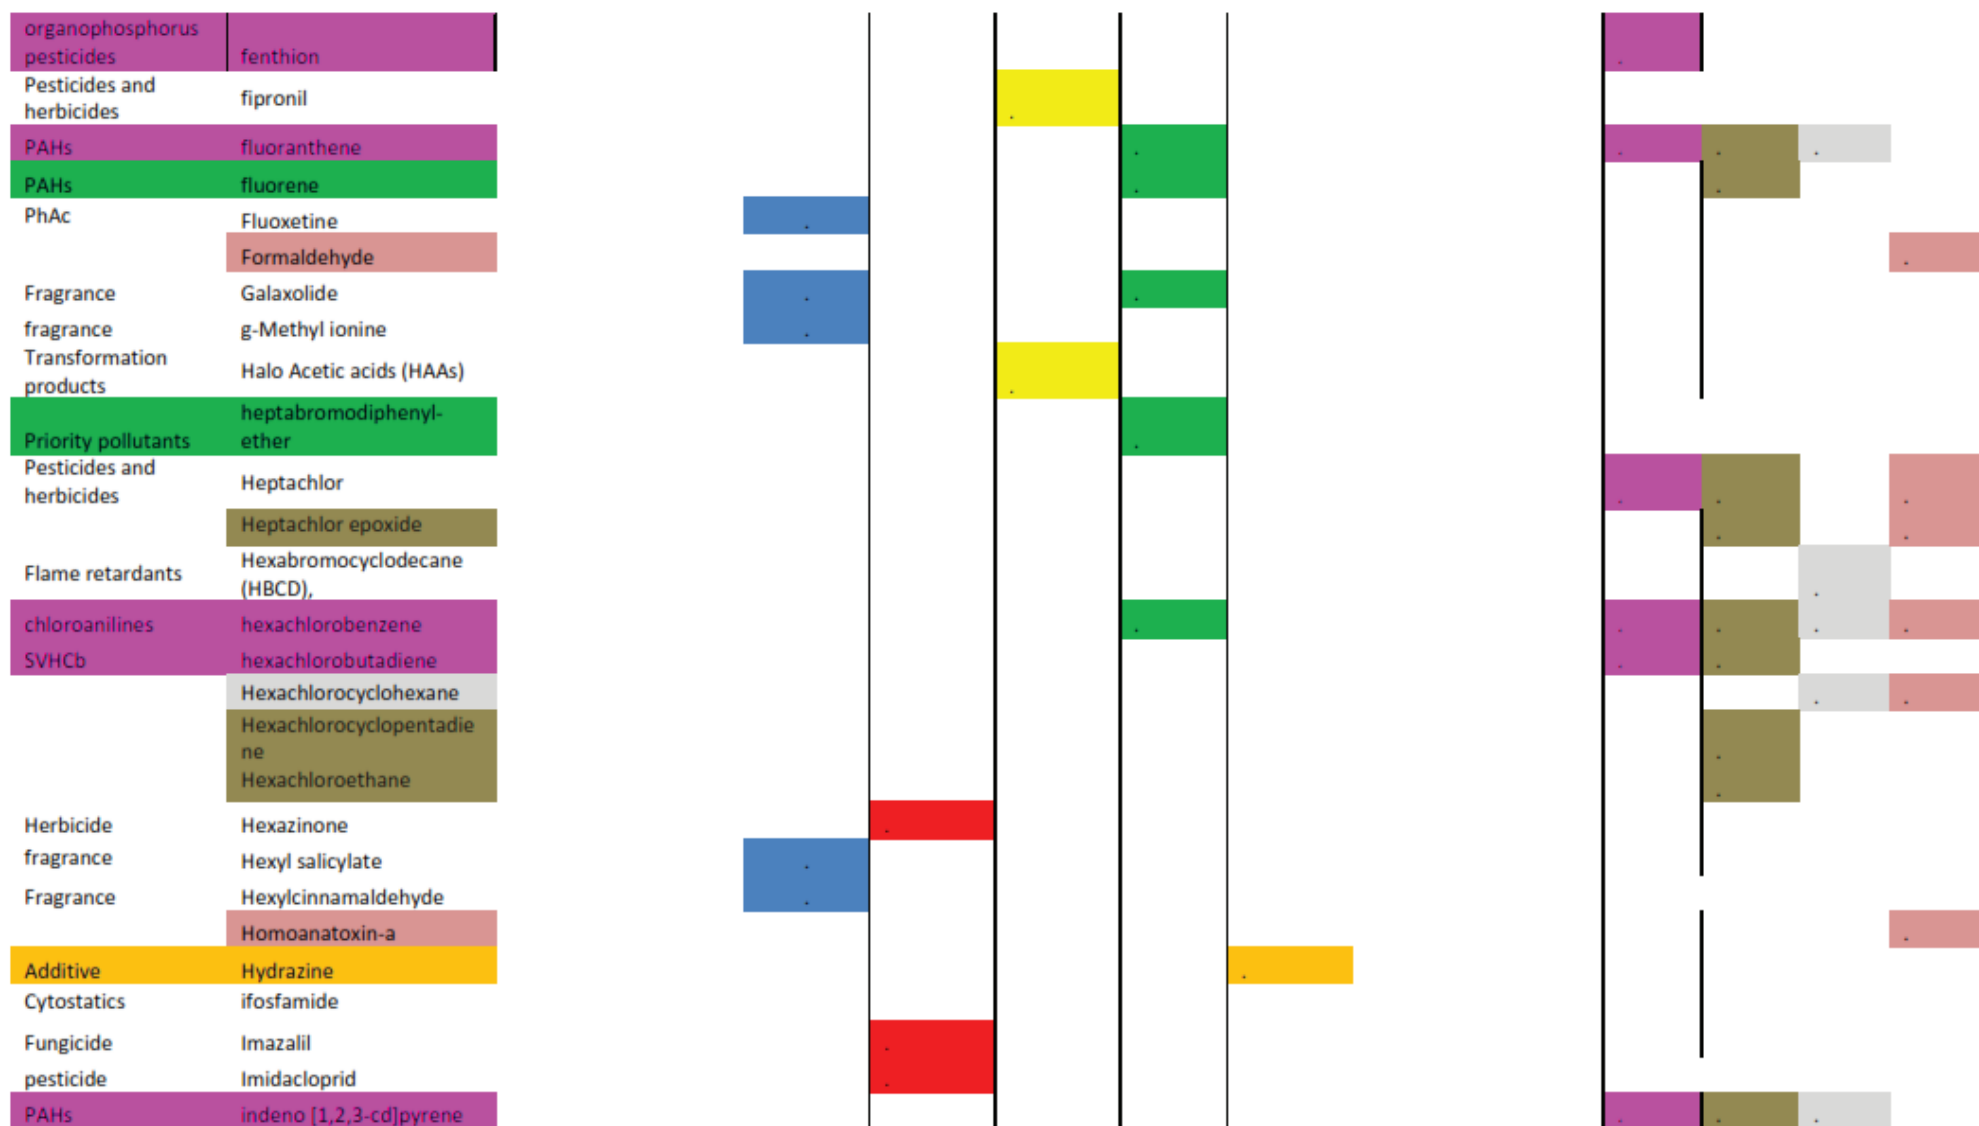 organophosphorus
pesticides fenthion
Pesticides and
herbicides fipronil
PAHs fluoranthene
PAHs fluorene
PhAc Fluoxetine
Formaldehyde
Fragrance Galaxolide
fragrance g-Methyl ionine
Transformation
products Halo Acetic acids (HAAs)
heptabromodiphenyl-
Priority pollutants ether
Pesticides and
herbicides Heptachlor
Heptachlor epoxide
Hexabromocyclodecane
Flame retardants (HBCD),
chloroanilines hexachlorobenzene
SVHCb hexachlorobutadiene
Hexachlorocyclohexane
Hexachlorocyclopentadie
ne
Hexachloroethane
Herbicide Hexazinone
fragrance Hexyl salicylate
Fragrance Hexylcinnamaldehyde
Homoanatoxin-a
Additive Hydrazine
Cytostatics ifosfamide
Fungicide Imazalil
pesticide Imidacloprid
PAHs indeno [1,2,3-cd]pyrene